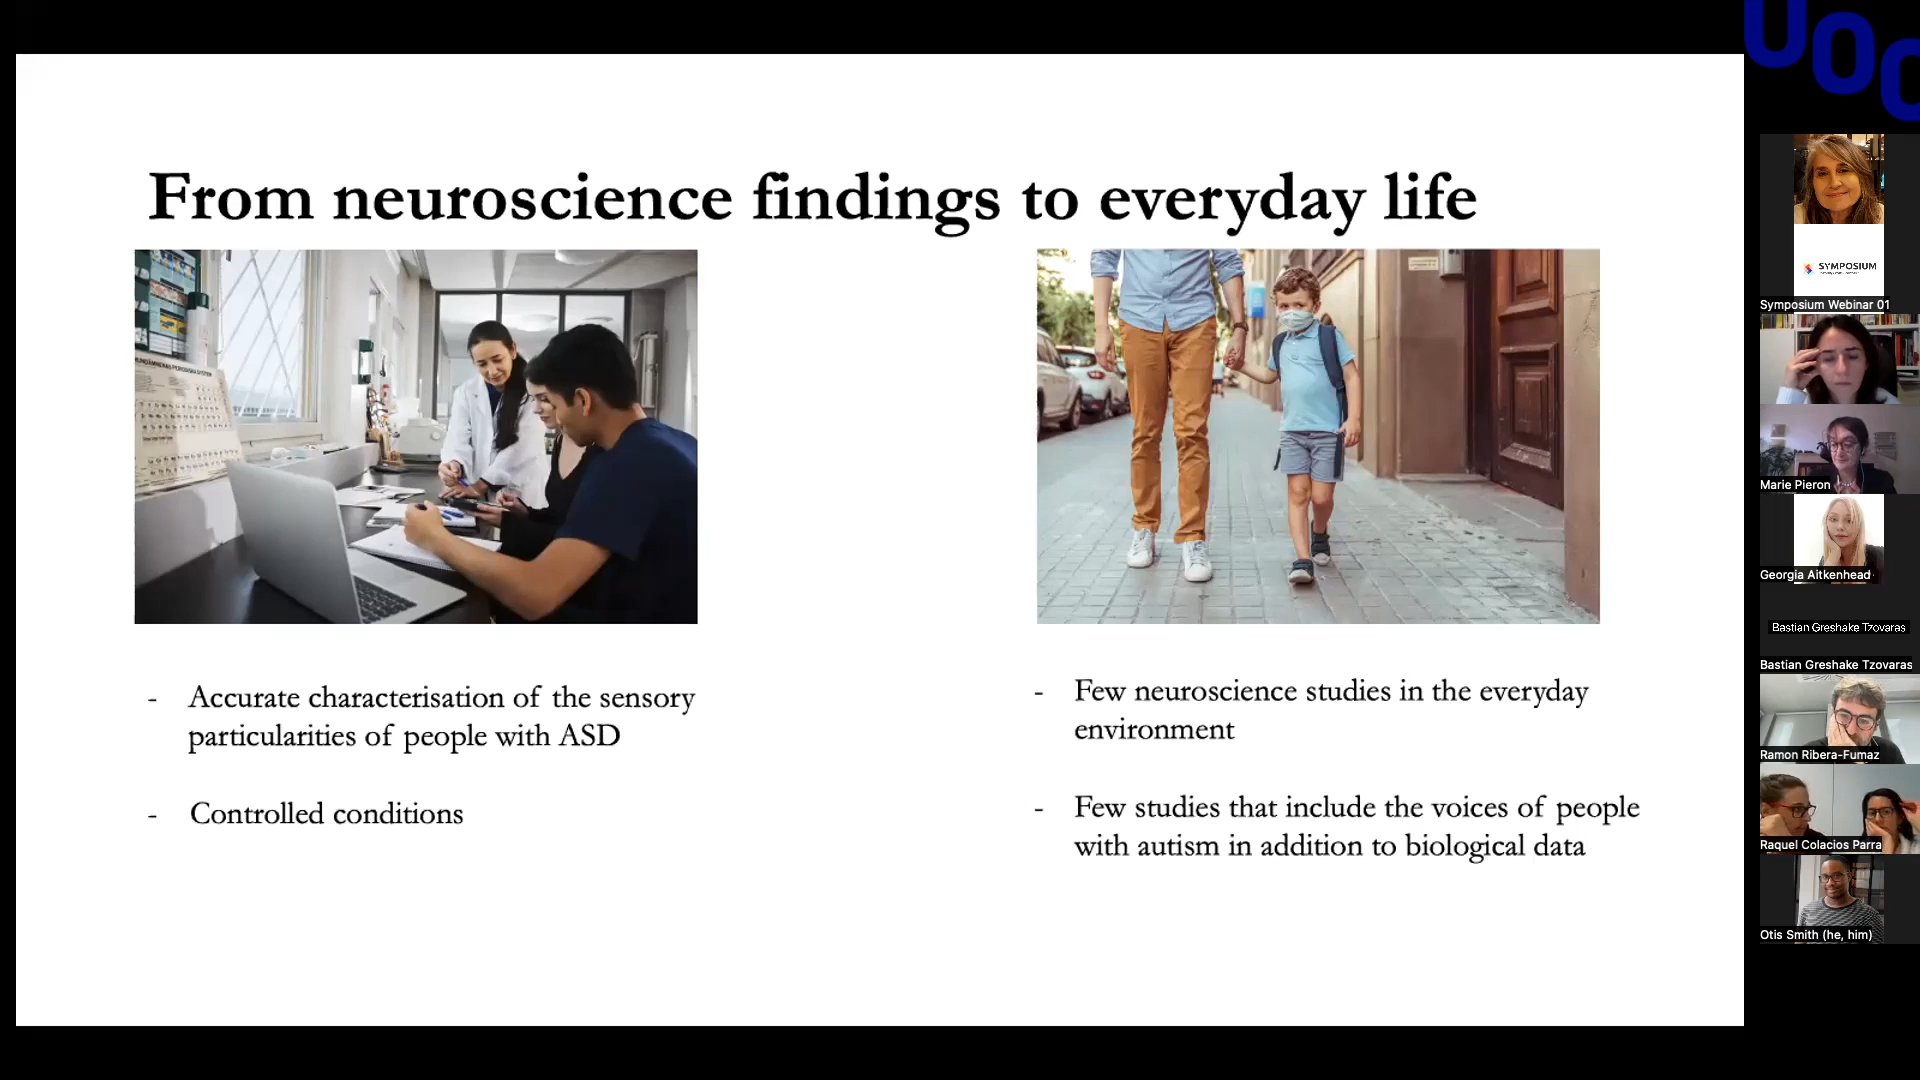 UOC
From neuroscience findings to everyday life
- Accurate characterisation of the sensory
particularities of people with ASD
- Controlled conditions
- Few neuroscience studies in the everyday
environment
- Few studies that include the voices of people
with autism in addition to biological data
SYMPOSIUM
Symposium Webinar 01
Marie Pieron
Georgia Aitkenhead
Bastian Greshake Tzovaras
Bastian Greshake Tzovaras
Ramon Ribera-Fumaz
Raquel Colacios Parra
Otis Smith (he, him)